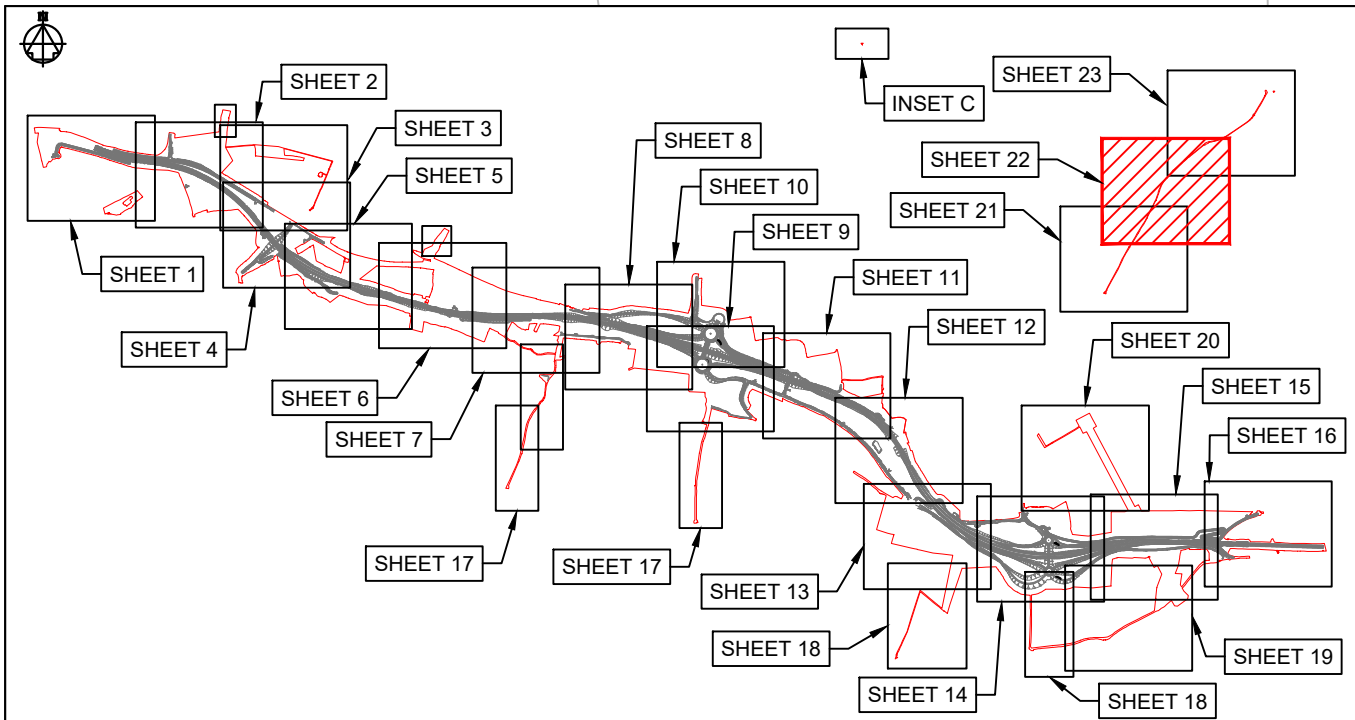 SHEET 2
SHEET 23
INSET C
SHEET 3
SHEET 8
SHEET 22
SHEET 5
SHEET 10
SHEET 21
SHEET 9
SHEET 1
SHEET 11
SHEET 12
SHEET 4
SHEET 20
SHEET 15
SHEET 6
SHEET 7
SHEET 16
SHEET 17
SHEET 17
SHEET 13
SHEET 18
SHEET 19
SHEET 14
SHEET 18